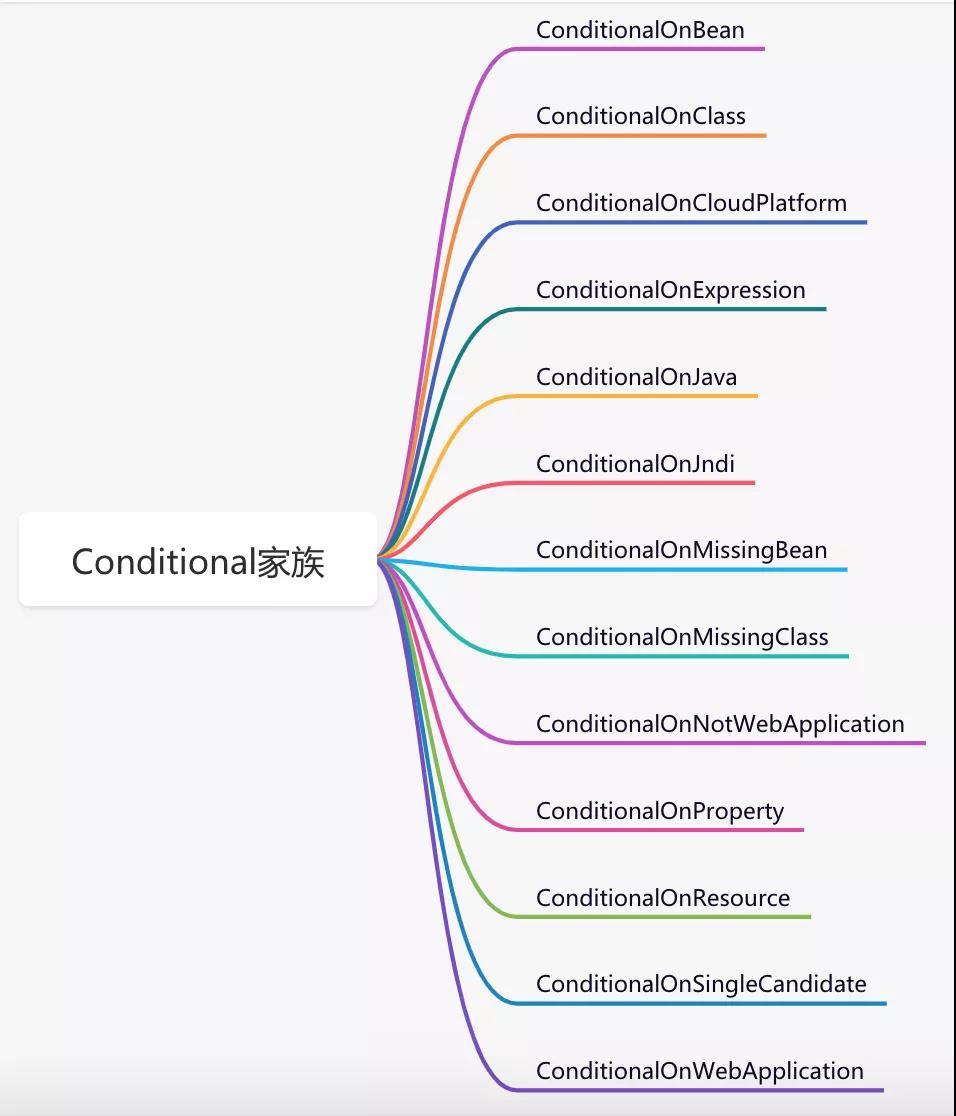 ConditionalOnBean
ConditionalOnClass
ConditionalOnCloudPlatform
ConditionalOnExpression
ConditionalOnJava
ConditionalOnJndi
Conditional家族
ConditionalOnMissingBean
ConditionalOnMissingClass
ConditionalOnNotWebApplication
ConditionalOnProperty
ConditionalOnResource
ConditionalOnSingleCandidate
ConditionalOnWebApplication